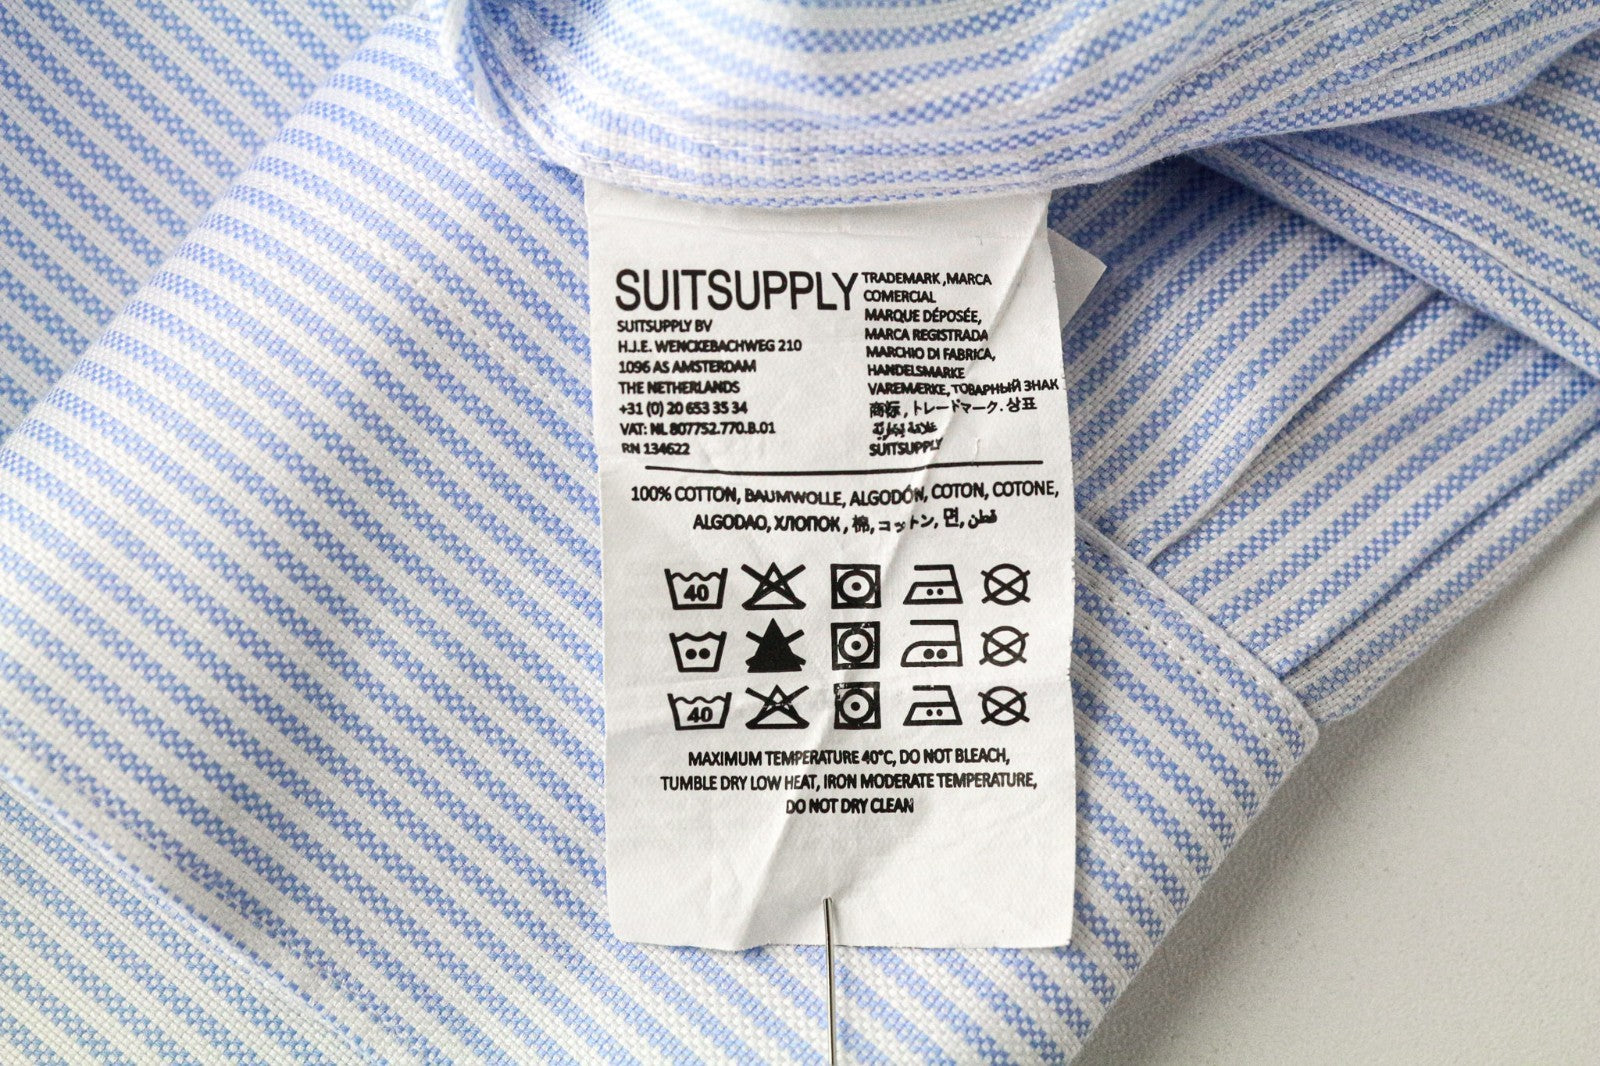 SUITSUPPLY
SUITSUPPLY BV
H.J.E. WENCKEBACHWEG 210
1096 AS AMSTERDAM
THE NETHERLANDS
+31 (0) 20 653 35 34
VAT: NL 807752.770.B.01
RN 134622
TRADEMARK ,MARCA
COMERCIAL
MARQUE DÉPOSÉE,
MARCA REGISTRADA
MARCHIO DI FABRICA,
HANDELSMARKE
VAREMÆRKE, ТОВАРНЫЙ ЗНАК
商标 , トレードマーク. 상표
علامة تجارية
SUITSUPPLY
100% COTTON, BAUMWOLLE, ALGODÓN, COTON, COTONE,
ALGODAO, ХЛОПОК , 棉, コットン, 면, قطن
40
40
MAXIMUM TEMPERATURE 40°C, DO NOT BLEACH,
TUMBLE DRY LOW HEAT, IRON MODERATE TEMPERATURE,
DO NOT DRY CLEAN